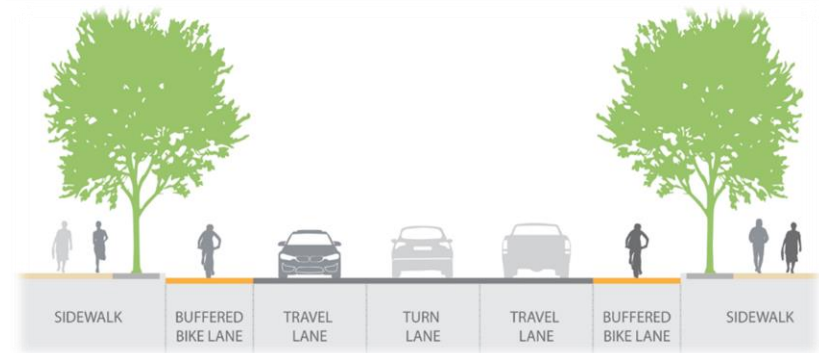 SIDEWALK
BUFFERED
BIKE LANE
TRAVEL
LANE
TURN
LANE
TRAVEL
LANE
BUFFERED
BIKE LANE
SIDEWALK